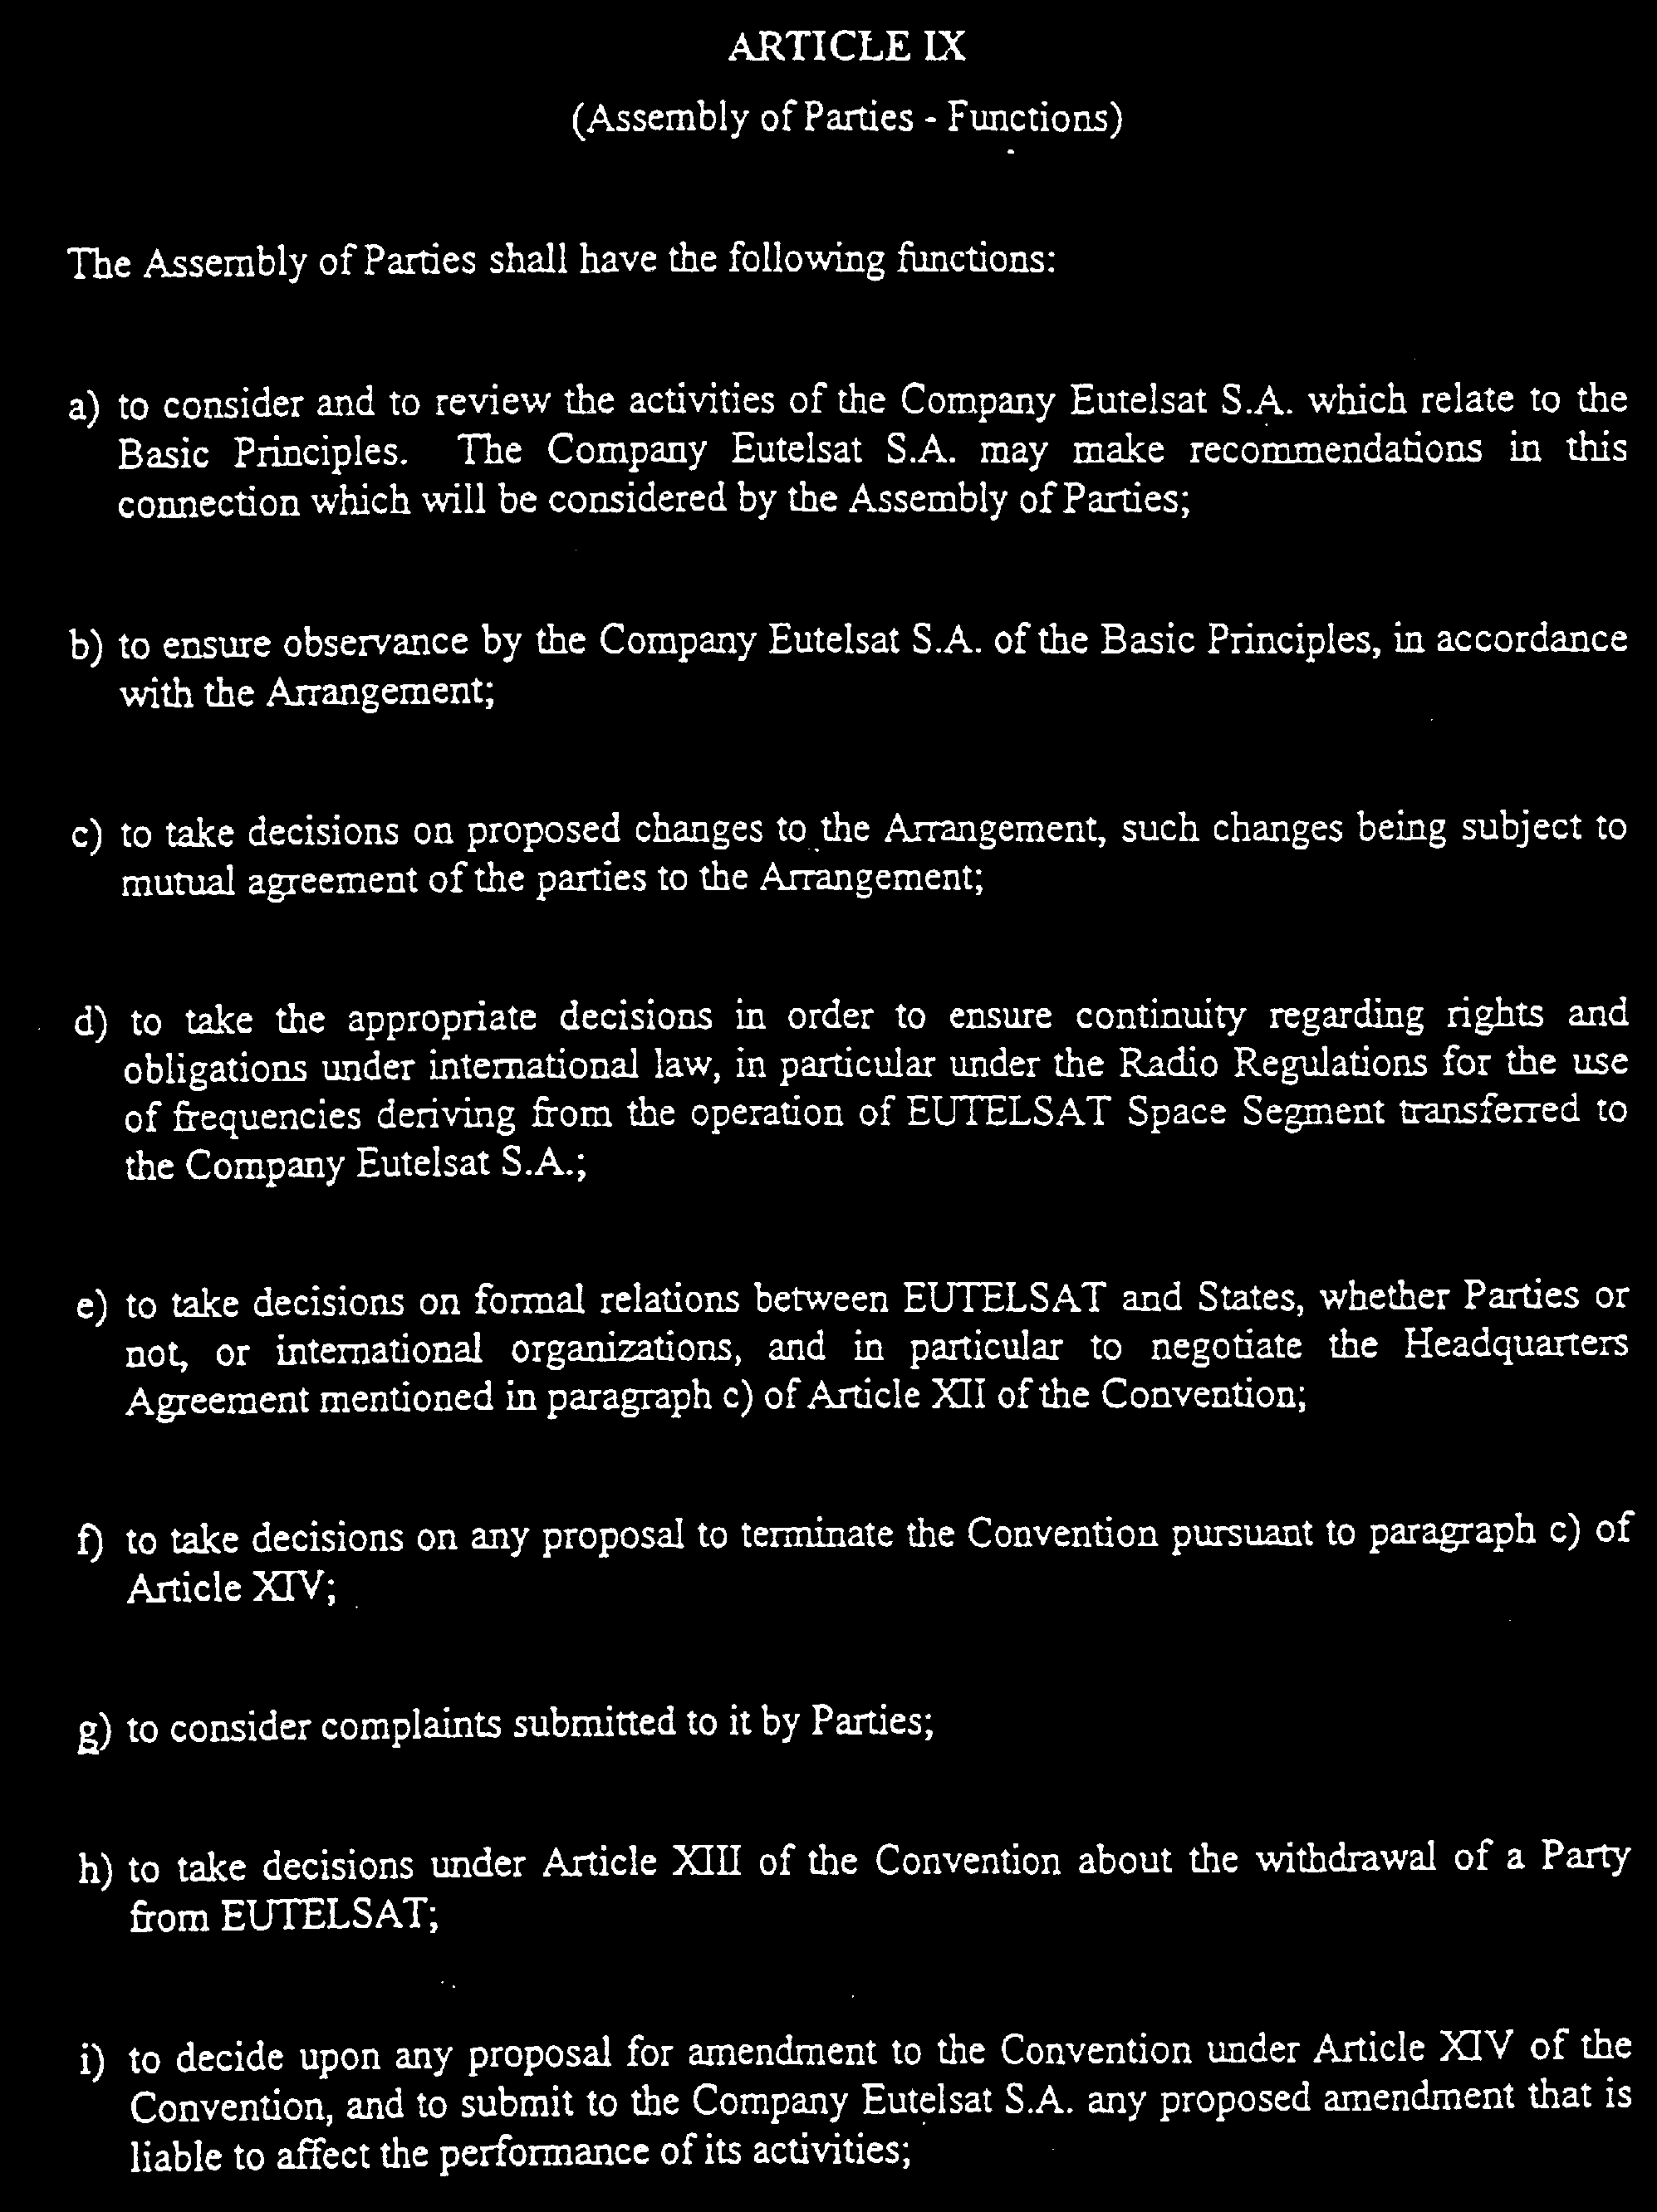 ARTICLE IX
(Assembly of Parties - Functions)
The Assembly of Parties shall have the following functions:
a) to consider and to review the activities of the Company Eutelsat S.A. which relate to the
Basic Principles. The Company Eutelsat S.A. may make recommendations in this
connection which will be considered by the Assembly of Parties;
b) to ensure observance by the Company Eutelsat S.A. of the Basic Principles, in accordance
with the Arrangement;
c) to take decisions on proposed changes to the Arrangement, such changes being subject to
mutual agreement of the parties to the Arrangement;
d) to take the appropriate decisions in order to ensure continuity regarding rights and
obligations under international law, in particular under the Radio Regulations for the use
of frequencies deriving from the operation of EUTELSAT Space Segment transferred to
the Company Eutelsat S.A.;
e) to take decisions on formal relations between EUTELSAT and States, whether Parties or
not, or international organizations, and in particular to negotiate the Headquarters
Agreement mentioned in paragraph c) of Article XII of the Convention;
f) to take decisions on any proposal to terminate the Convention pursuant to paragraph c) of
Article XIV;
g) to consider complaints submitted to it by Parties;
h) to take decisions under Article XIII of the Convention about the withdrawal of a Party
from EUTELSAT;
i) to decide upon any proposal for amendment to the Convention under Article XIV of the
Convention, and to submit to the Company Eutelsat S.A. any proposed amendment that is
liable to affect the performance of its activities;